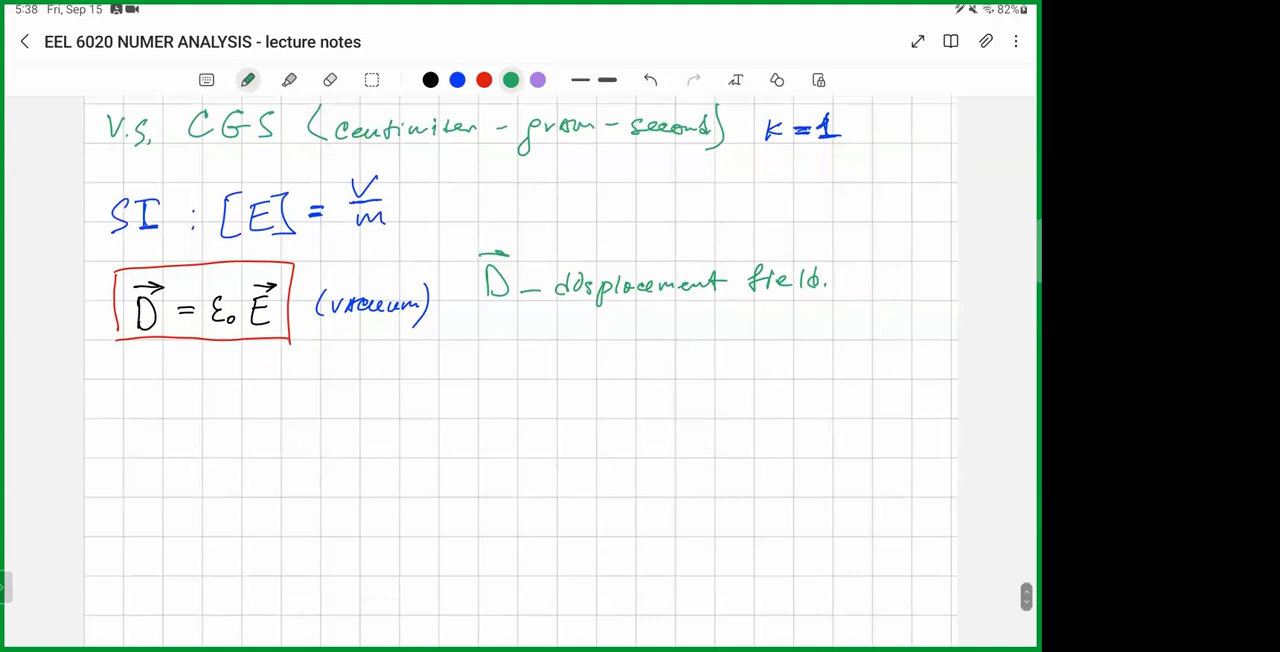 5:38 Fri, Sep 15 82%
EEL 6020 NUMER ANALYSIS - lecture notes
V.S. CGS (centimiter - gram - second) K = 1
SI : [E] = V/m
D⃗ = ε₀ E⃗ (vacuum) D⃗ - displacement field.